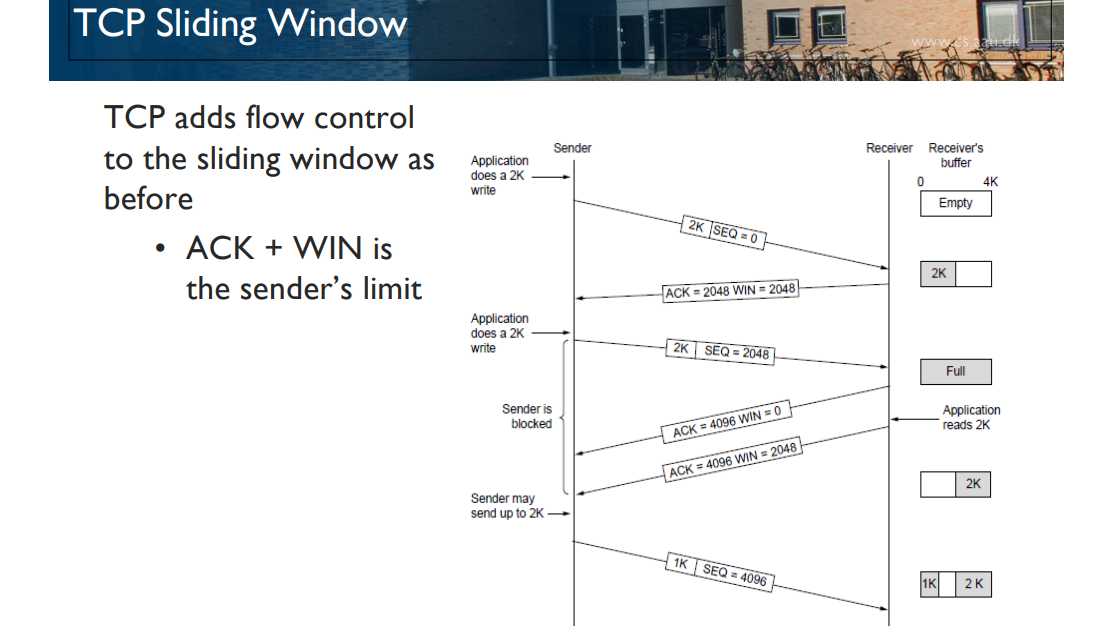 TCP Sliding Window
www.cs.aau.dk
TCP adds flow control
to the sliding window as
before
• ACK + WIN is
the sender’s limit
Sender
Receiver
Receiver's
buffer
Application
does a 2K
write
0 4K
Empty
2K SEQ = 0
2K
ACK = 2048 WIN = 2048
Application
does a 2K
write
2K SEQ = 2048
Full
Sender is
blocked
ACK = 4096 WIN = 0
Application
reads 2K
ACK = 4096 WIN = 2048
2K
Sender may
send up to 2K
1K SEQ = 4096
1K 2 K